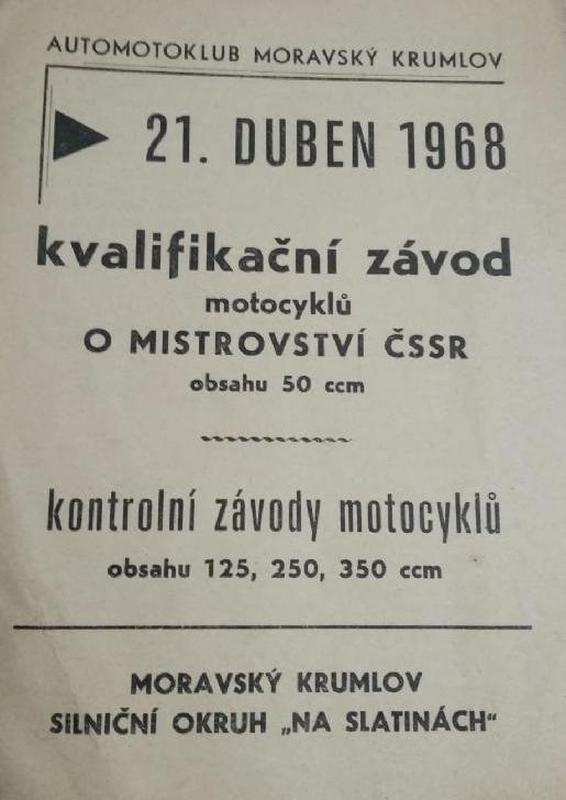 AUTOMOTOKLUB MORAVSKÝ KRUMLOV
21. DUBEN 1968
kvalifikační závod
motocyklů
O MISTROVSTVÍ ČSSR
obsahu 50 ccm
kontrolní závody motocyklů
obsahu 125, 250, 350 ccm
MORAVSKÝ KRUMLOV
SILNIČNÍ OKRUH „NA SLATINÁCH“